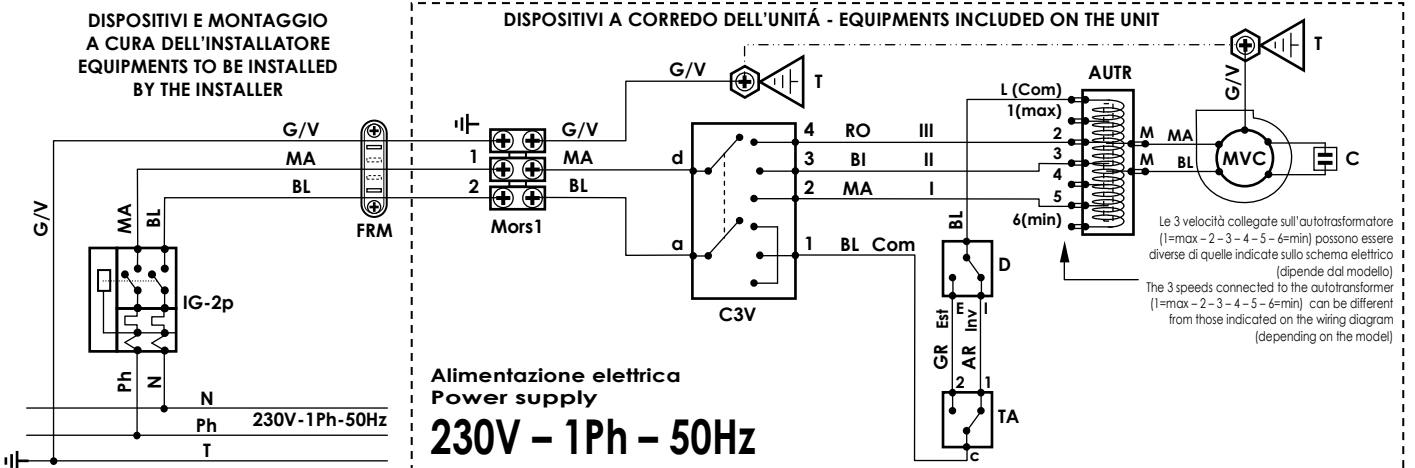 DISPOSITIVI E MONTAGGIO
A CURA DELL'INSTALLATORE
EQUIPMENTS TO BE INSTALLED
BY THE INSTALLER
DISPOSITIVI A CORREDO DELL'UNITÁ - EQUIPMENTS INCLUDED ON THE UNIT
G/V
MA
BL
G/V
MA
BL
FRM
IG-2p
Ph
N
N
230V-1Ph-50Hz
Ph
T
1
2
Mors1
G/V
MA
BL
G/V
T
d
a
4 RO III
3 BI II
2 MA I
1 BL Com
C3V
AUTR
L (Com)
1(max)
2
3
4
5
6(min)
M MA
M BL
G/V
T
MVC
C
BL
D
E I
Est
Inv
GR
AR
2 1
TA
c
Le 3 velocità collegate sull'autotrasformatore
(1=max – 2 – 3 – 4 – 5 – 6=min) possono essere
diverse di quelle indicate sullo schema elettrico
(dipende dal modello)
The 3 speeds connected to the autotransformer
(1=max – 2 – 3 – 4 – 5 – 6=min) can be different
from those indicated on the wiring diagram
(depending on the model)
Alimentazione elettrica
Power supply
230V – 1Ph – 50Hz